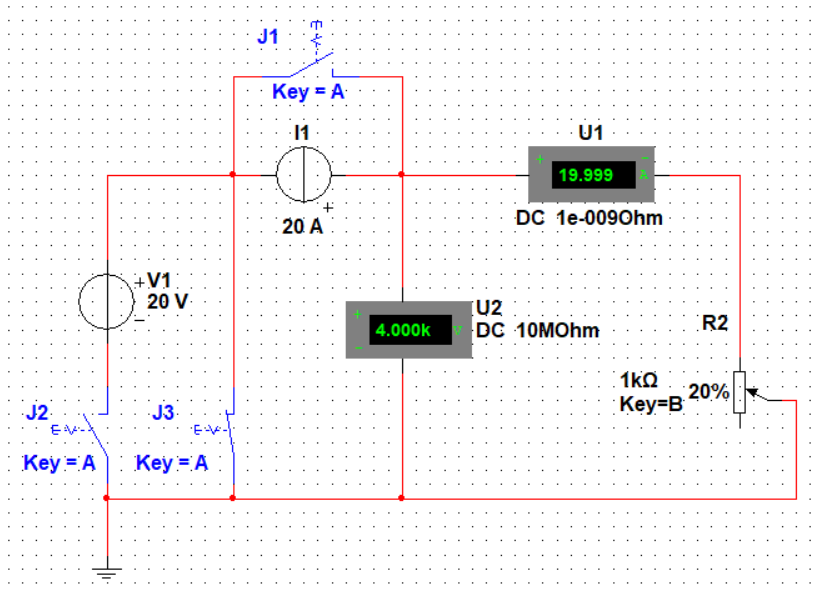 J1
Key = A
I1
+
20 A
U1
+ -
19.999 A
DC 1e-009Ohm
V1
+
20 V
-
U2
+
4.000k V
-
DC 10MOhm
R2
1kΩ
20%
Key=B
J2
Key = A
J3
Key = A